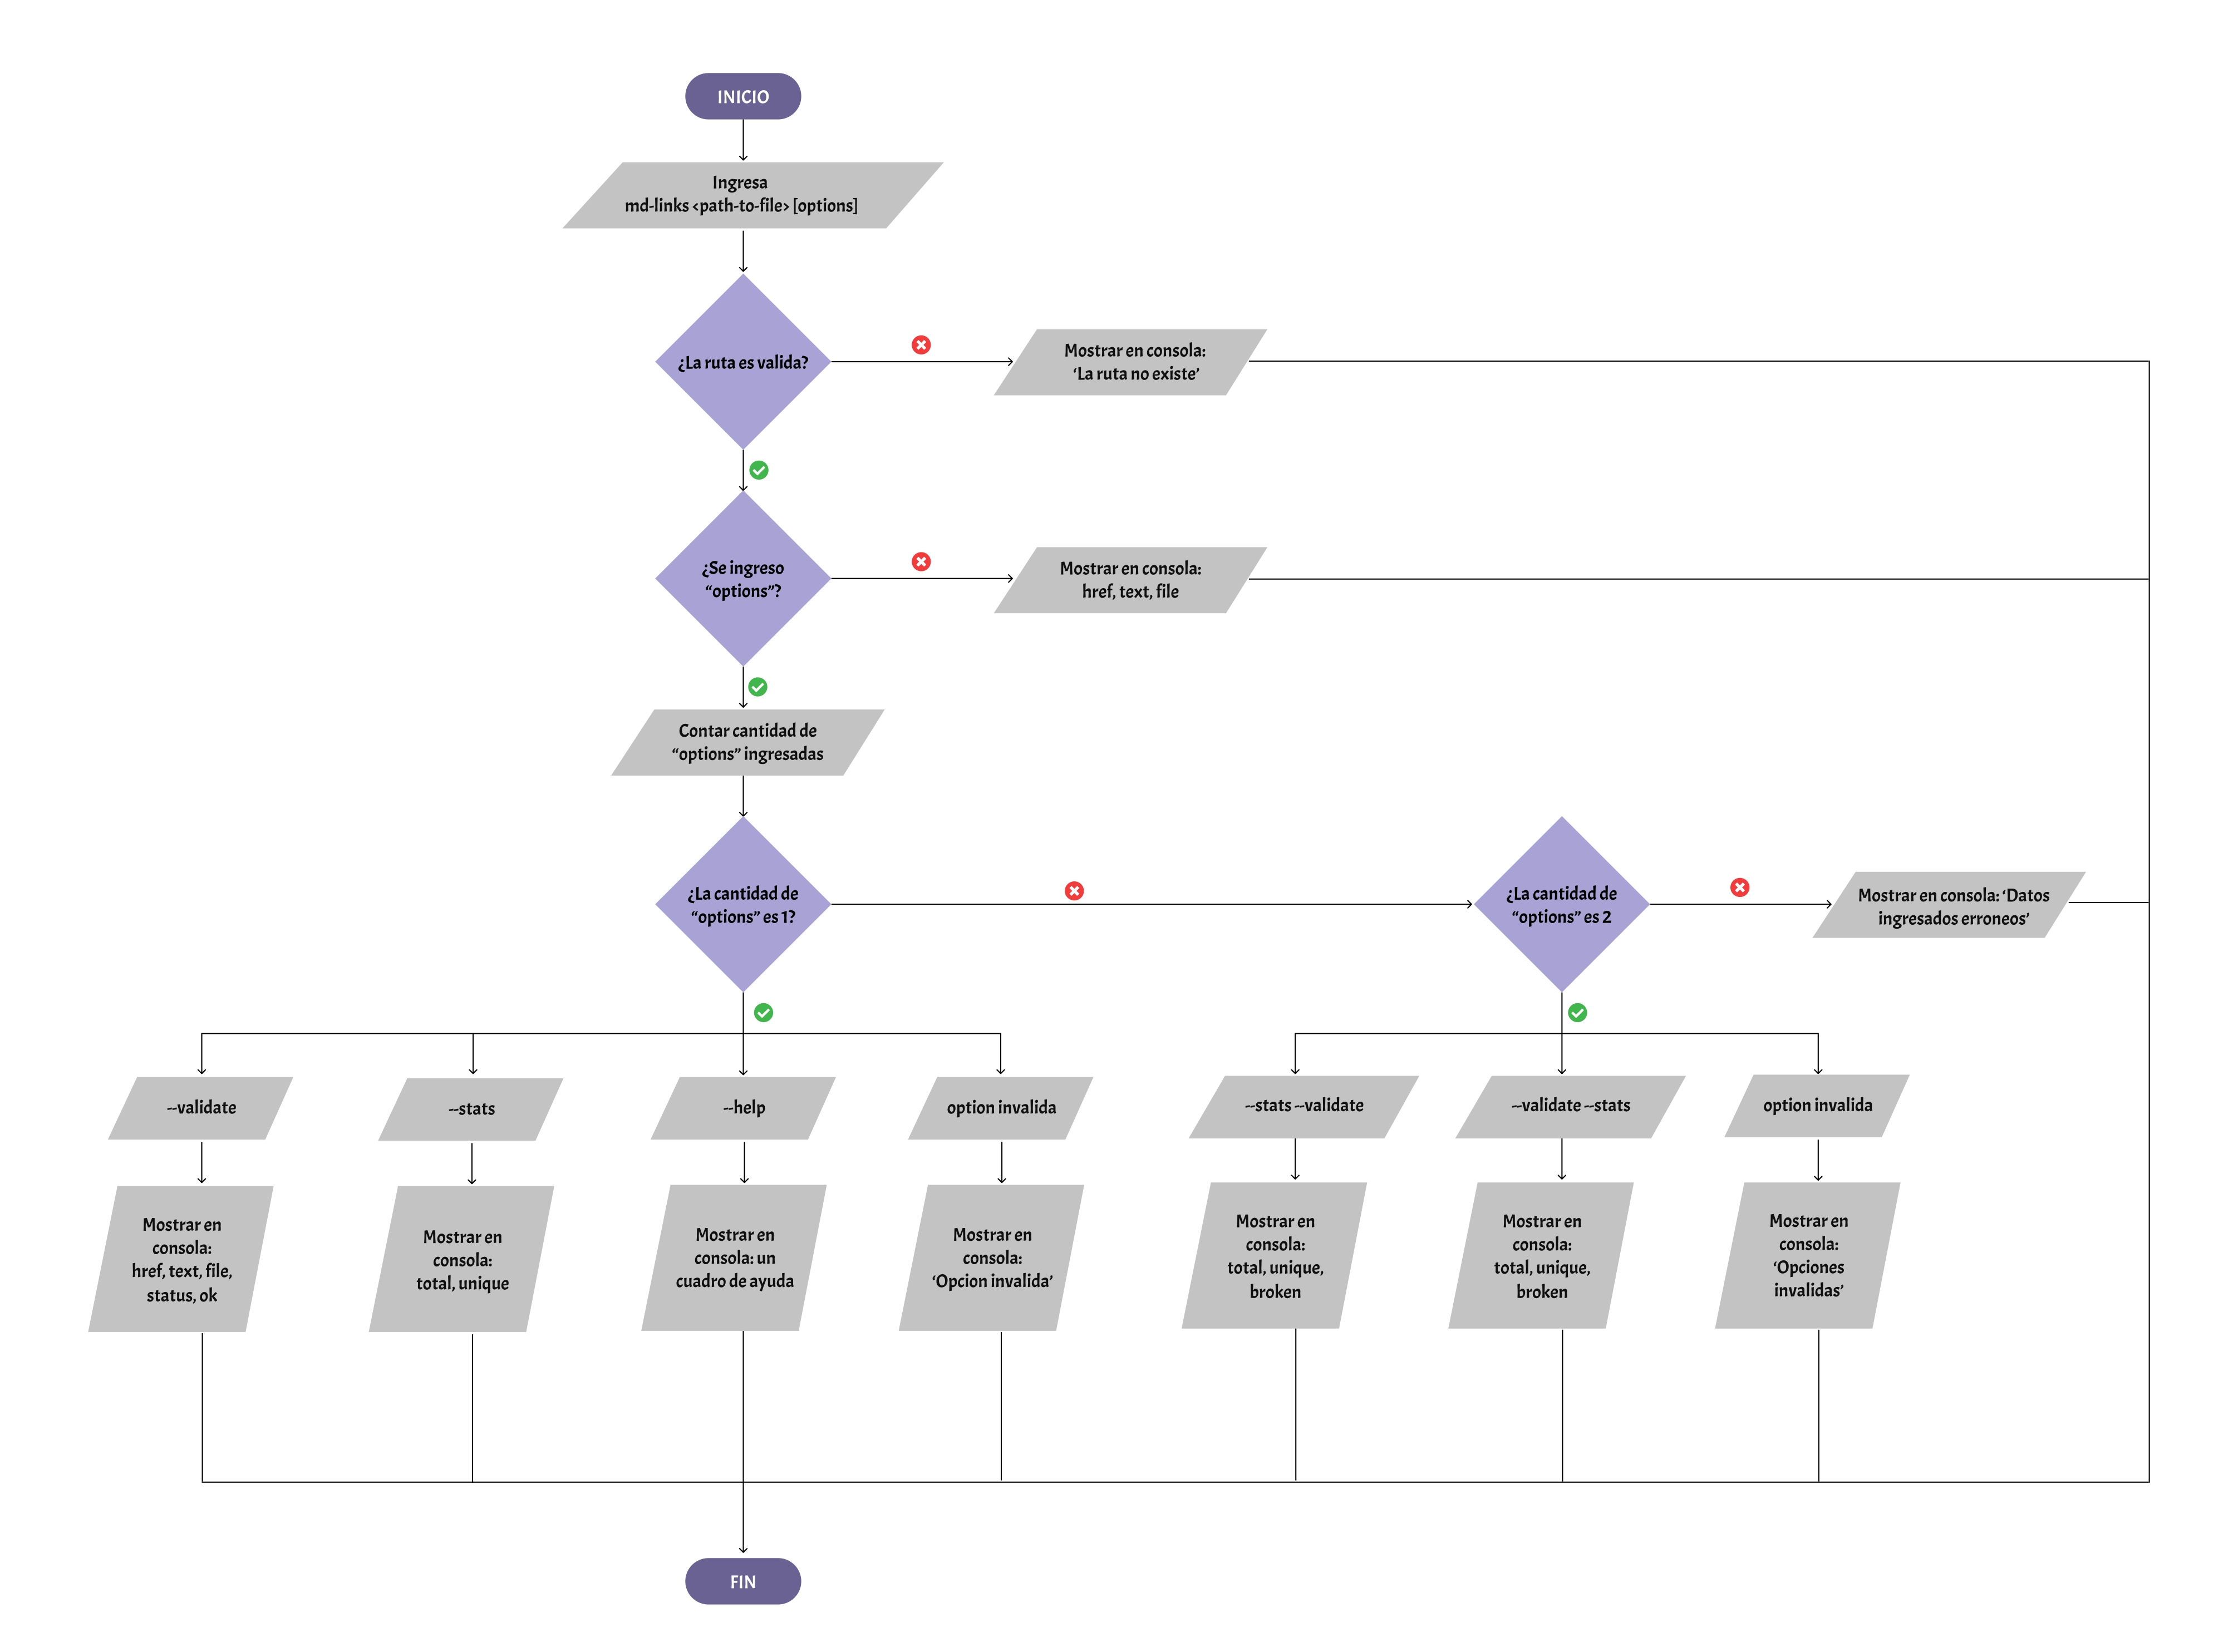 INICIO
Ingresa
md-links <path-to-file> [options]
¿La ruta es valida?
Mostrar en consola:
‘La ruta no existe’
¿Se ingreso
“options”?
Mostrar en consola:
href, text, file
Contar cantidad de
“options” ingresadas
¿La cantidad de
“options” es 1?
¿La cantidad de
“options” es 2
Mostrar en consola: ‘Datos
ingresados erroneos’
--validate
--stats
--help
option invalida
--stats --validate
--validate --stats
option invalida
Mostrar en
consola:
href, text, file,
status, ok
Mostrar en
consola:
total, unique
Mostrar en
consola: un
cuadro de ayuda
Mostrar en
consola:
‘Opcion invalida’
Mostrar en
consola:
total, unique,
broken
Mostrar en
consola:
total, unique,
broken
Mostrar en
consola:
‘Opciones
invalidas’
FIN